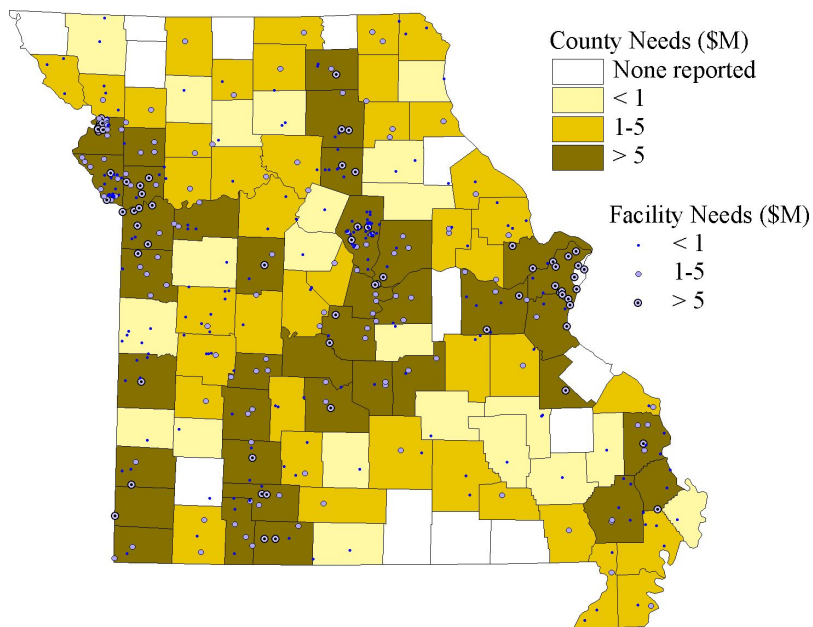 County Needs ($M)
None reported
< 1
1-5
> 5
Facility Needs ($M)
< 1
1-5
> 5